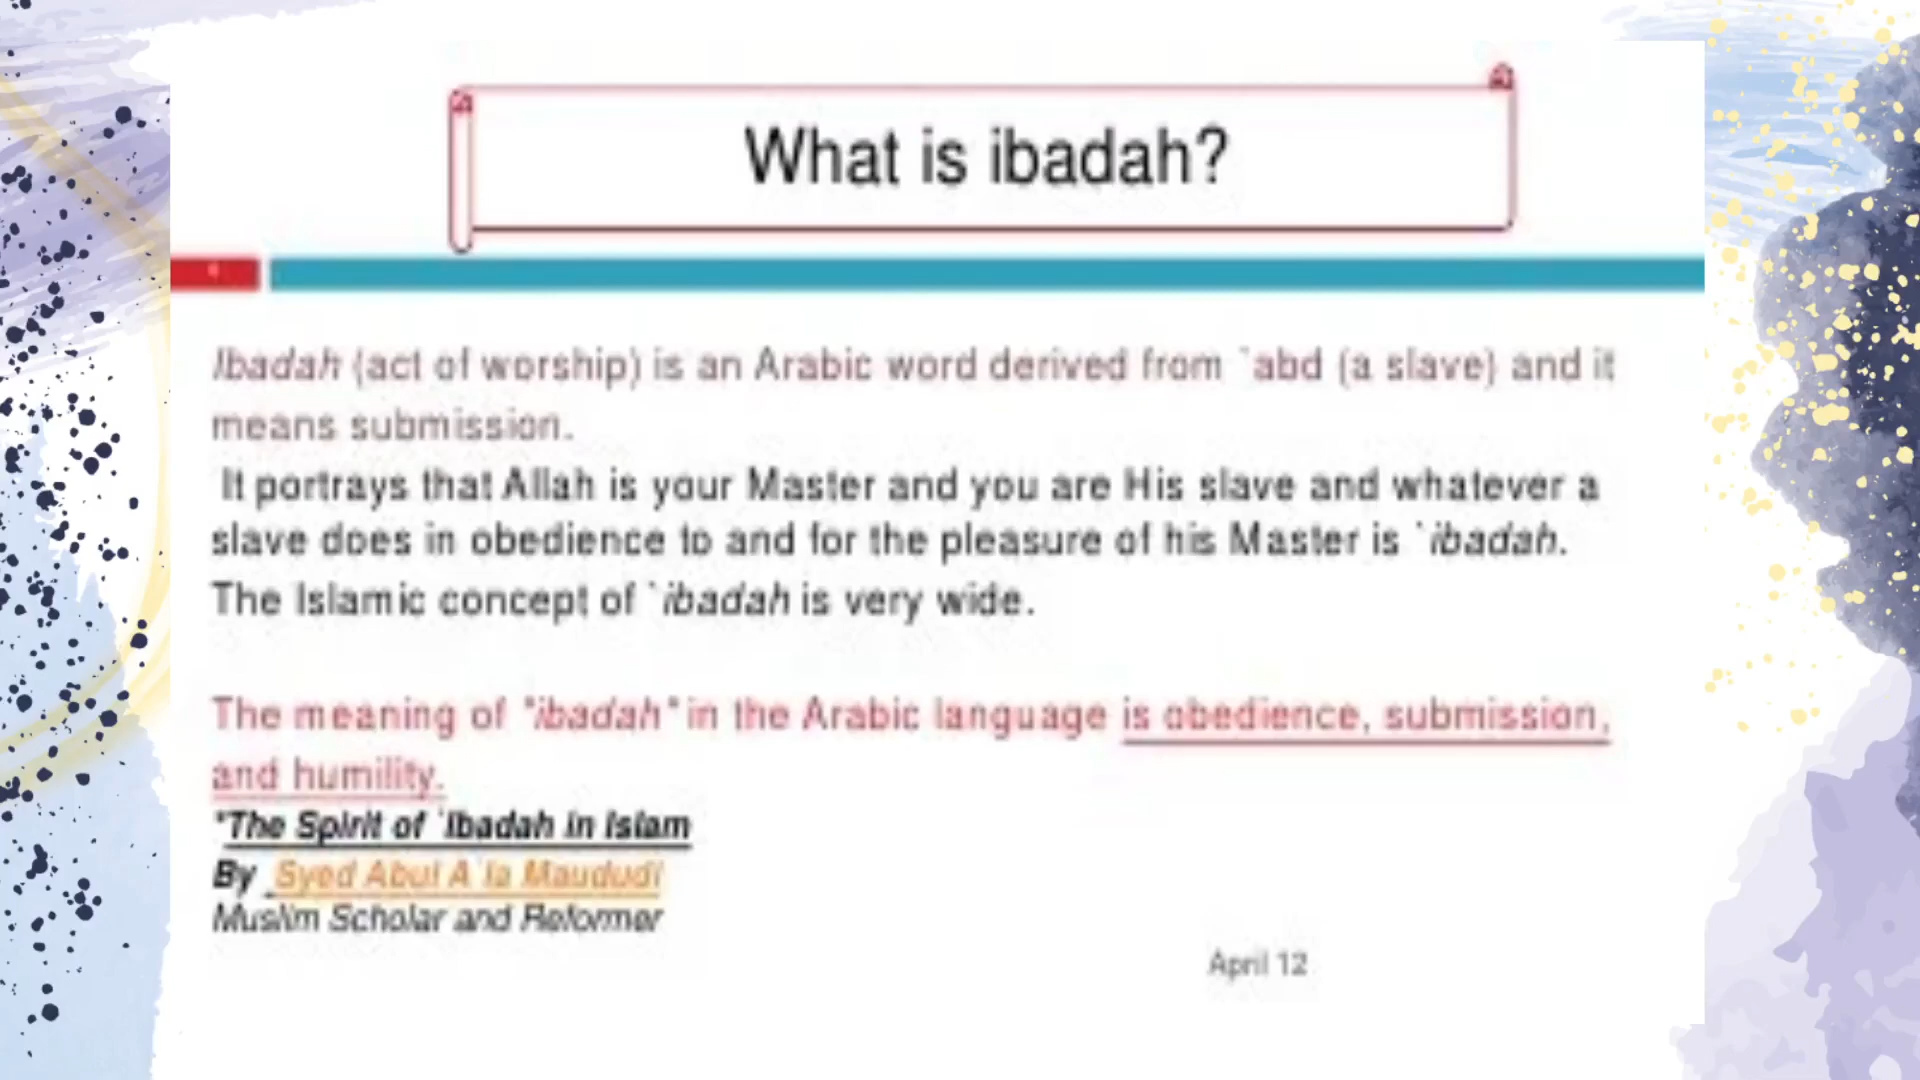 What is ibadah?
Ibadah (act of worship) is an Arabic word derived from `abd (a slave) and it
means submission.
It portrays that Allah is your Master and you are His slave and whatever a
slave does in obedience to and for the pleasure of his Master is `ibadah.
The Islamic concept of `ibadah is very wide.
The meaning of "ibadah" in the Arabic language is obedience, submission,
and humility.
"The Spirit of `Ibadah in Islam
By Syed Abul A`la Maududi
Muslim Scholar and Reformer
April 12